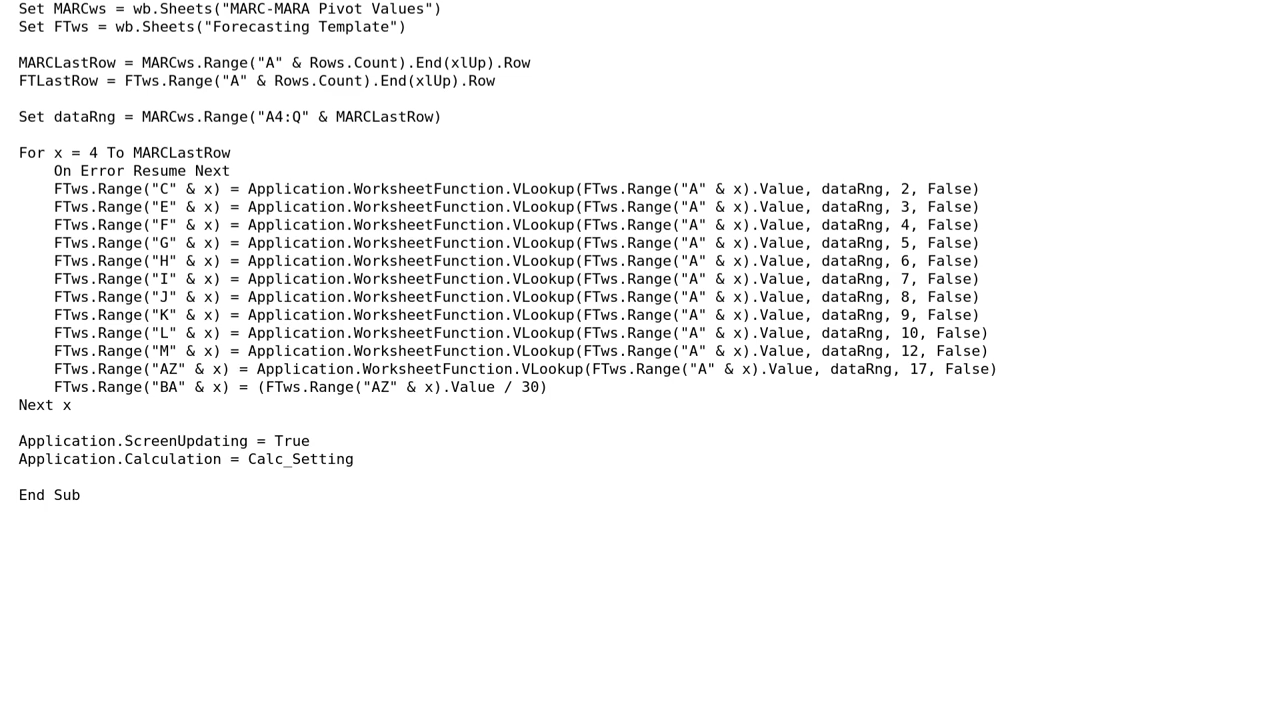 Set MARCws = wb.Sheets("MARC-MARA Pivot Values")
Set FTws = wb.Sheets("Forecasting Template")

MARCLastRow = MARCws.Range("A" & Rows.Count).End(xlUp).Row
FTLastRow = FTws.Range("A" & Rows.Count).End(xlUp).Row

Set dataRng = MARCws.Range("A4:Q" & MARCLastRow)

For x = 4 To MARCLastRow
    On Error Resume Next
    FTws.Range("C" & x) = Application.WorksheetFunction.VLookup(FTws.Range("A" & x).Value, dataRng, 2, False)
    FTws.Range("E" & x) = Application.WorksheetFunction.VLookup(FTws.Range("A" & x).Value, dataRng, 3, False)
    FTws.Range("F" & x) = Application.WorksheetFunction.VLookup(FTws.Range("A" & x).Value, dataRng, 4, False)
    FTws.Range("G" & x) = Application.WorksheetFunction.VLookup(FTws.Range("A" & x).Value, dataRng, 5, False)
    FTws.Range("H" & x) = Application.WorksheetFunction.VLookup(FTws.Range("A" & x).Value, dataRng, 6, False)
    FTws.Range("I" & x) = Application.WorksheetFunction.VLookup(FTws.Range("A" & x).Value, dataRng, 7, False)
    FTws.Range("J" & x) = Application.WorksheetFunction.VLookup(FTws.Range("A" & x).Value, dataRng, 8, False)
    FTws.Range("K" & x) = Application.WorksheetFunction.VLookup(FTws.Range("A" & x).Value, dataRng, 9, False)
    FTws.Range("L" & x) = Application.WorksheetFunction.VLookup(FTws.Range("A" & x).Value, dataRng, 10, False)
    FTws.Range("M" & x) = Application.WorksheetFunction.VLookup(FTws.Range("A" & x).Value, dataRng, 12, False)
    FTws.Range("AZ" & x) = Application.WorksheetFunction.VLookup(FTws.Range("A" & x).Value, dataRng, 17, False)
    FTws.Range("BA" & x) = (FTws.Range("AZ" & x).Value / 30)
Next x

Application.ScreenUpdating = True
Application.Calculation = Calc_Setting

End Sub